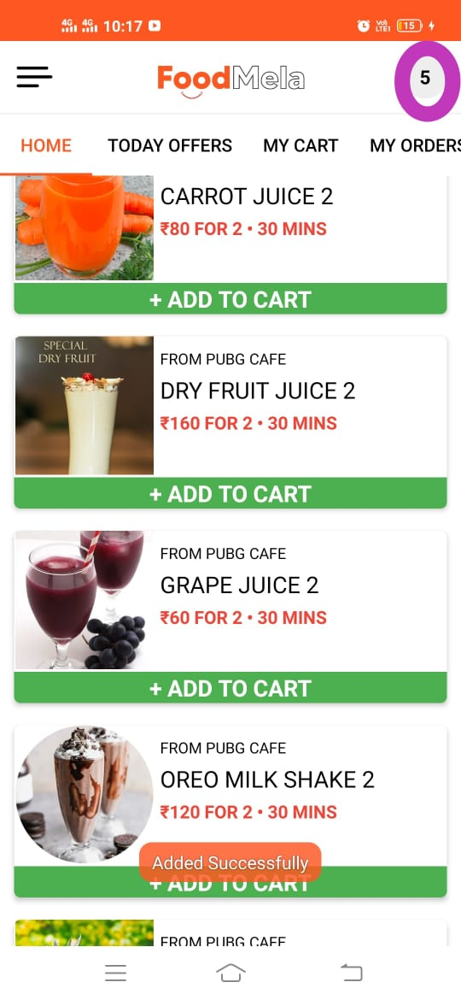 4G 4G 10:17 Vo) LTE1 15
FoodMela 5
HOME TODAY OFFERS MY CART MY ORDERS
CARROT JUICE 2
₹80 FOR 2 • 30 MINS
+ ADD TO CART
SPECIAL
DRY FRUIT
FROM PUBG CAFE
DRY FRUIT JUICE 2
₹160 FOR 2 • 30 MINS
+ ADD TO CART
FROM PUBG CAFE
GRAPE JUICE 2
₹60 FOR 2 • 30 MINS
+ ADD TO CART
FROM PUBG CAFE
OREO MILK SHAKE 2
₹120 FOR 2 • 30 MINS
Added Successfully
+ ADD TO CART
FROM PUBG CAFE